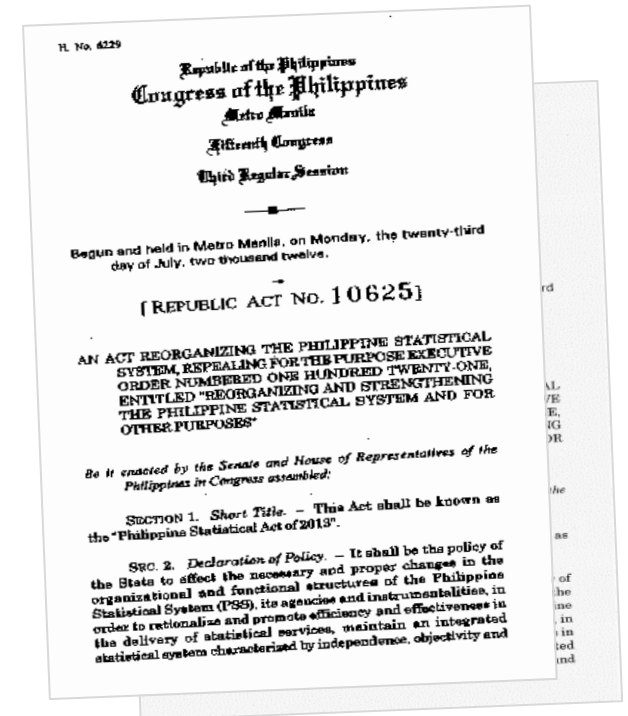 H. No. 6229
Republic of the Philippines
Congress of the Philippines
Metro Manila
Fifteenth Congress
Third Regular Session
Begun and held in Metro Manila, on Monday, the twenty-third
day of July, two thousand twelve.
[REPUBLIC ACT NO. 10625]
AN ACT REORGANIZING THE PHILIPPINE STATISTICAL
SYSTEM, REPEALING FOR THE PURPOSE EXECUTIVE
ORDER NUMBERED ONE HUNDRED TWENTY-ONE,
ENTITLED "REORGANIZING AND STRENGTHENING
THE PHILIPPINE STATISTICAL SYSTEM AND FOR
OTHER PURPOSES"
Be it enacted by the Senate and House of Representatives of the
Philippines in Congress assembled:
SECTION 1. Short Title. – This Act shall be known as
the "Philippine Statistical Act of 2013".
SEC. 2. Declaration of Policy. – It shall be the policy of
the State to effect the necessary and proper changes in the
organizational and functional structures of the Philippine
Statistical System (PSS), its agencies and instrumentalities, in
order to rationalize and promote efficiency and effectiveness in
the delivery of statistical services, maintain an integrated
statistical system characterized by independence, objectivity and